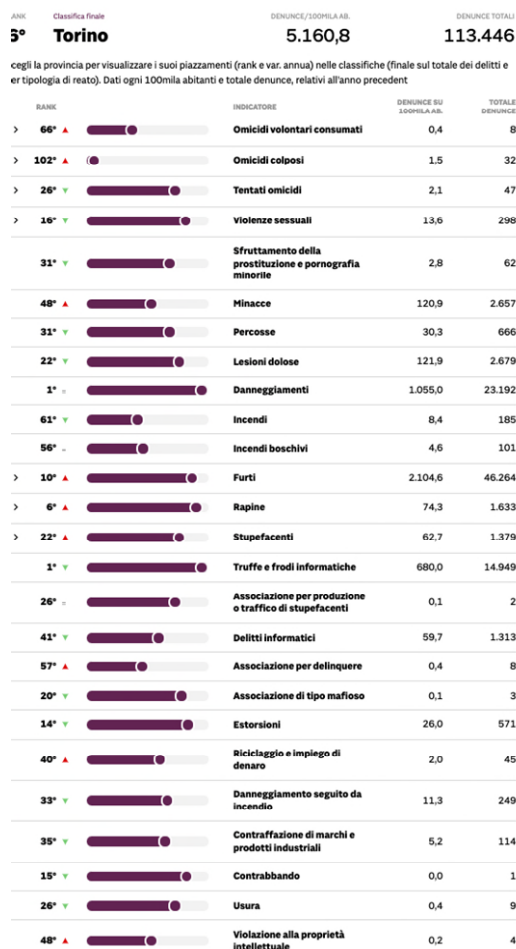 ANK Classifica finale DENUNCE/100MILA AB. DENUNCE TOTALI
6° Torino 5.160,8 113.446
cegli la provincia per visualizzare i suoi piazzamenti (rank e var. annua) nelle classifiche (finale sul totale dei delitti e
er tipologia di reato). Dati ogni 100mila abitanti e totale denunce, relativi all'anno precedent
RANK INDICATORE DENUNCE SU 100MILA AB. TOTALE DENUNCE
> 66° ▲ Omicidi volontari consumati 0,4 8
> 102° ▲ Omicidi colposi 1,5 32
> 26° ▼ Tentati omicidi 2,1 47
> 16° ▼ Violenze sessuali 13,6 298
31° ▼ Sfruttamento della prostituzione e pornografia minorile 2,8 62
48° ▲ Minacce 120,9 2.657
31° ▼ Percosse 30,3 666
22° ▼ Lesioni dolose 121,9 2.679
1° = Danneggiamenti 1.055,0 23.192
61° ▼ Incendi 8,4 185
56° = Incendi boschivi 4,6 101
> 10° ▲ Furti 2.104,6 46.264
> 6° ▲ Rapine 74,3 1.633
> 22° ▲ Stupefacenti 62,7 1.379
1° ▼ Truffe e frodi informatiche 680,0 14.949
26° = Associazione per produzione o traffico di stupefacenti 0,1 2
41° ▼ Delitti informatici 59,7 1.313
57° ▲ Associazione per delinquere 0,4 8
20° ▼ Associazione di tipo mafioso 0,1 3
14° ▼ Estorsioni 26,0 571
40° ▲ Riciclaggio e impiego di denaro 2,0 45
33° ▼ Danneggiamento seguito da incendio 11,3 249
35° ▼ Contraffazione di marchi e prodotti industriali 5,2 114
15° ▼ Contrabbando 0,0 1
26° ▼ Usura 0,4 9
48° ▲ Violazione alla proprietà intellettuale 0,2 4